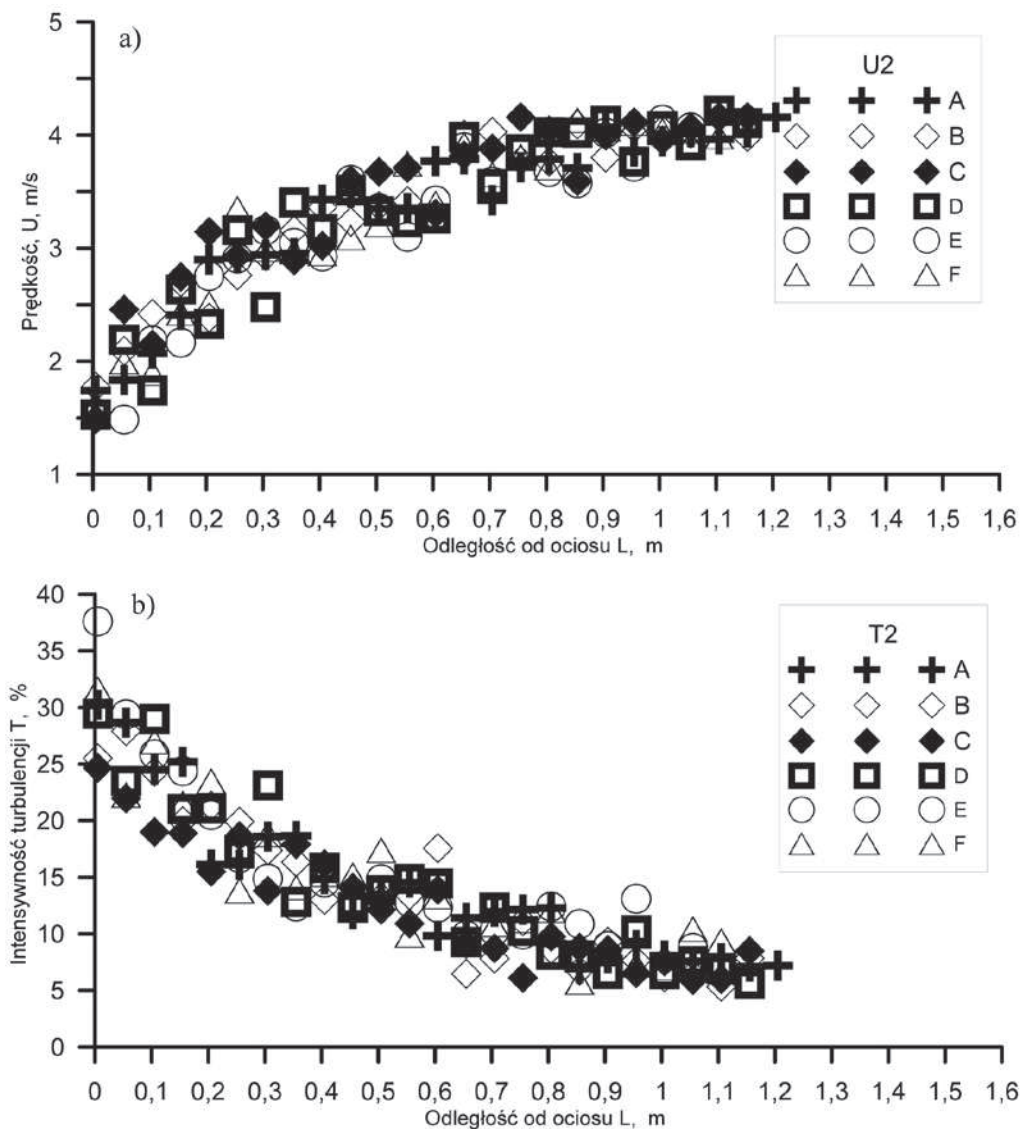 a)
5
4
3
2
1
Prędkość, U, m/s
U2
A
B
C
D
E
F
0 0,1 0,2 0,3 0,4 0,5 0,6 0,7 0,8 0,9 1 1,1 1,2 1,3 1,4 1,5 1,6
Odległość od ociosu L, m
b)
40
35
30
25
20
15
10
5
0
Intensywność turbulencji T, %
T2
A
B
C
D
E
F
0 0,1 0,2 0,3 0,4 0,5 0,6 0,7 0,8 0,9 1 1,1 1,2 1,3 1,4 1,5 1,6
Odległość od ociosu L, m